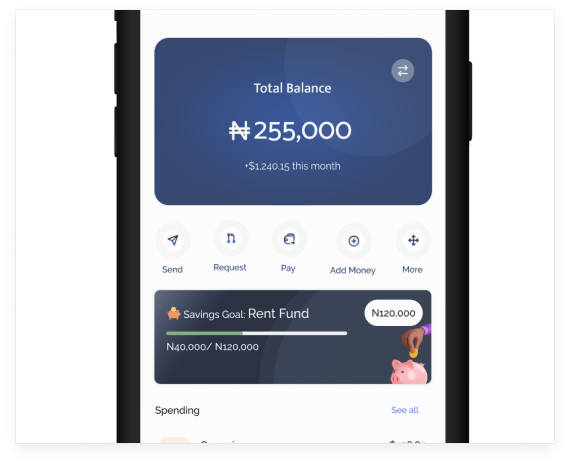 Total Balance
₦255,000
+$1,240.15 this month
Send
Request
Pay
Add Money
More
Savings Goal: Rent Fund
N120,000
N40,000/ N120,000
Spending
See all